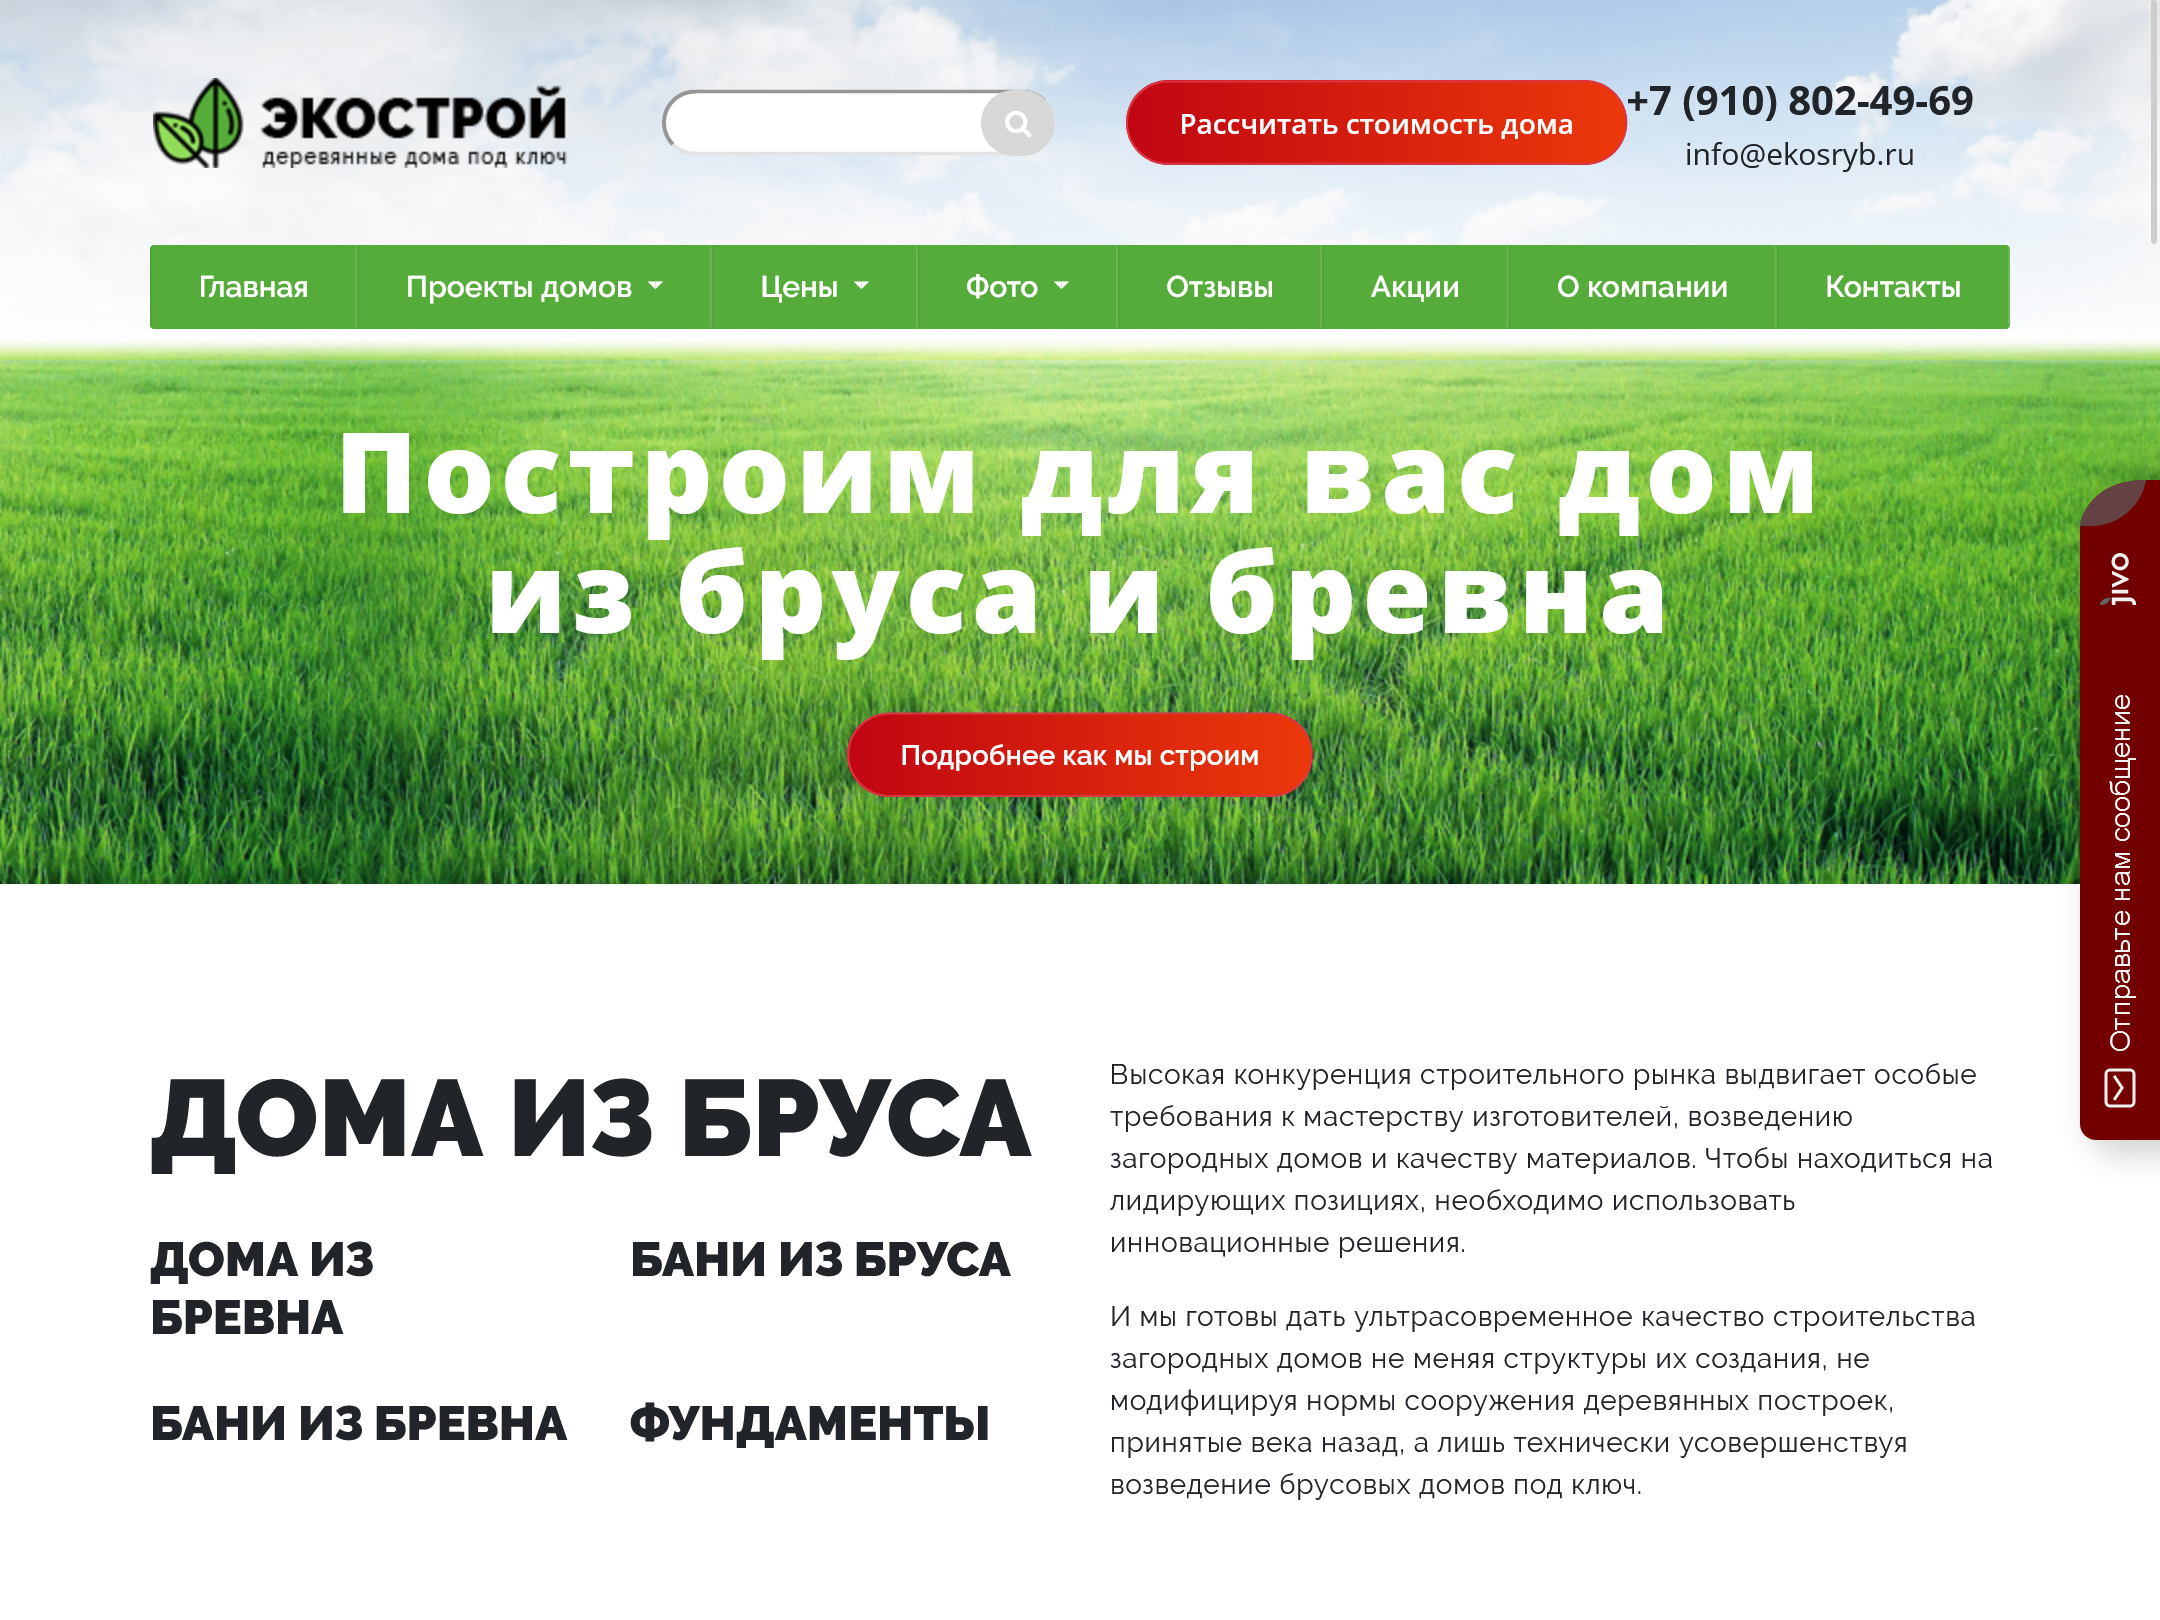 ЭКОСТРОЙ
деревянные дома под ключ
Рассчитать стоимость дома
+7 (910) 802-49-69
info@ekosryb.ru
Главная
Проекты домов
Цены
Фото
Отзывы
Акции
О компании
Контакты
Построим для вас дом
из бруса и бревна
Подробнее как мы строим
jivo
Отправьте нам сообщение
ДОМА ИЗ БРУСА
ДОМА ИЗ
БРЕВНА
БАНИ ИЗ БРУСА
БАНИ ИЗ БРЕВНА
ФУНДАМЕНТЫ
Высокая конкуренция строительного рынка выдвигает особые
требования к мастерству изготовителей, возведению
загородных домов и качеству материалов. Чтобы находиться на
лидирующих позициях, необходимо использовать
инновационные решения.
И мы готовы дать ультрасовременное качество строительства
загородных домов не меняя структуры их создания, не
модифицируя нормы сооружения деревянных построек,
принятые века назад, а лишь технически усовершенствуя
возведение брусовых домов под ключ.